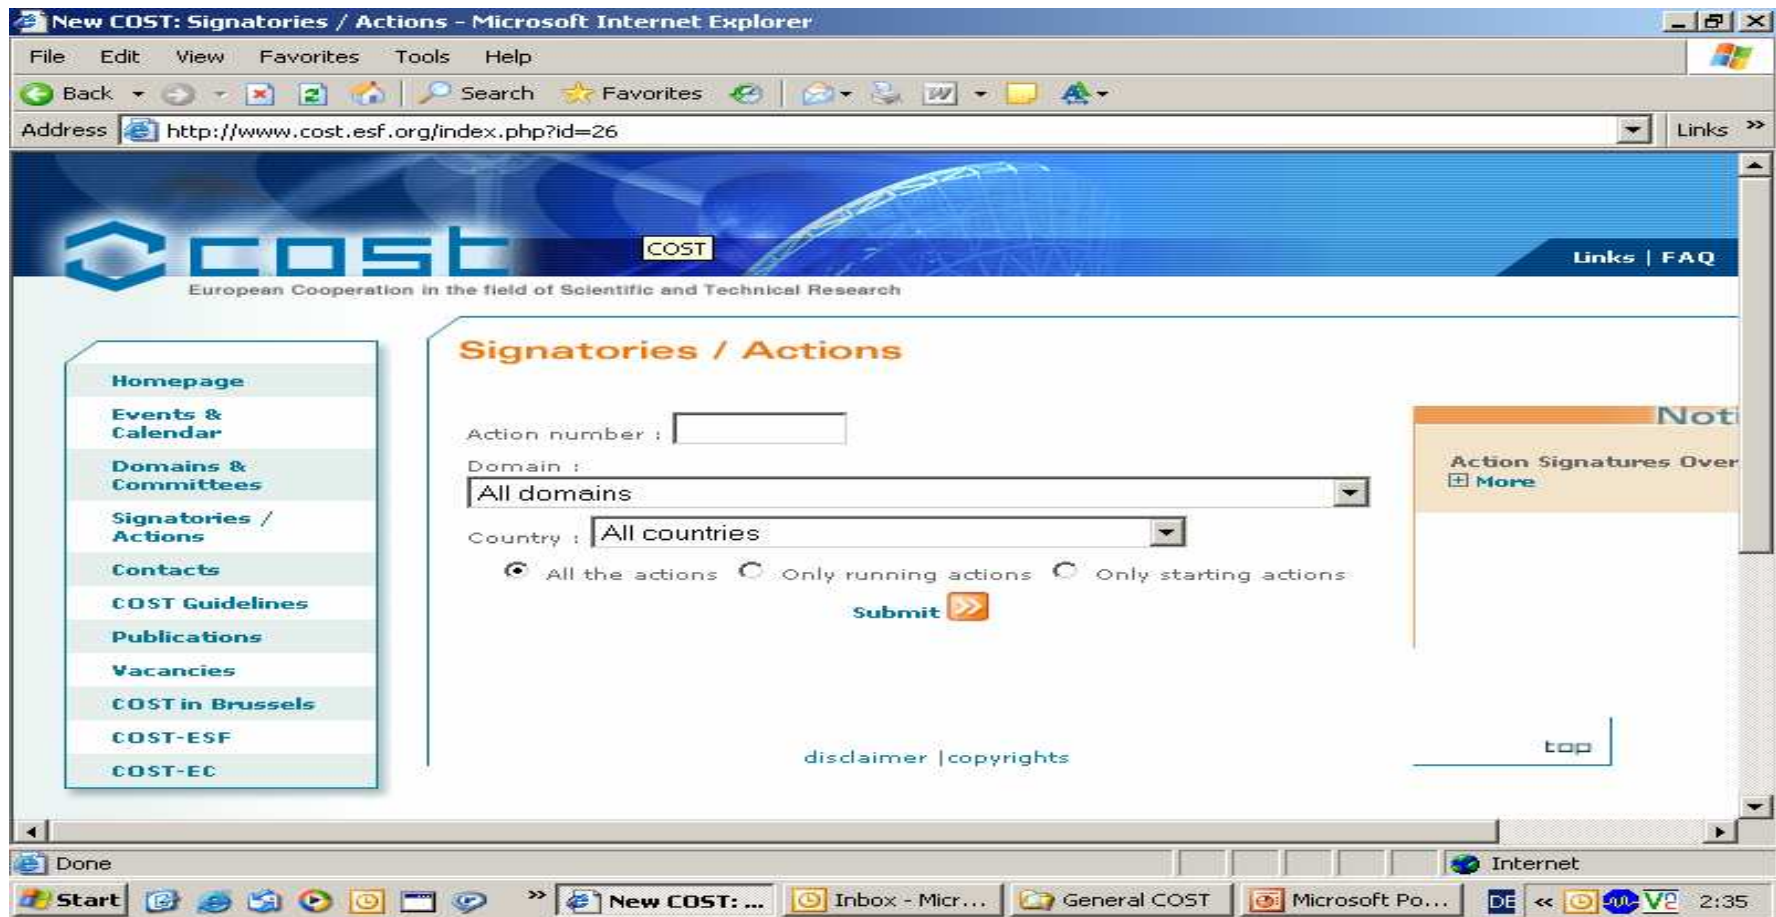 New COST: Signatories / Actions - Microsoft Internet Explorer
File Edit View Favorites Tools Help
Back Search Favorites
Address http://www.cost.esf.org/index.php?id=26 Links »
cost
COST
Links | FAQ
European Cooperation in the field of Scientific and Technical Research
Signatories / Actions
Homepage
Events &
Calendar
Domains &
Committees
Signatories /
Actions
Contacts
COST Guidelines
Publications
Vacancies
COST in Brussels
COST-ESF
COST-EC
Action number :
Domain :
All domains
Country : All countries
All the actions Only running actions Only starting actions
Submit
Noti
Action Signatures Over
More
top
disclaimer |copyrights
Done Internet
Start » New COST: ... Inbox - Micr... General COST Microsoft Po... DE « 2:35